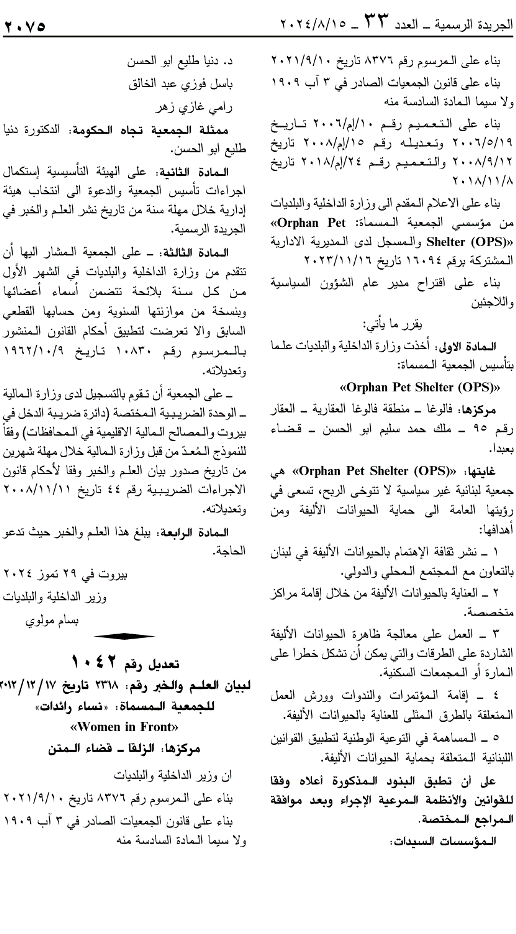 الجريدة الرسمية ــ العدد ٣٣ ــ ٢٠٢٤/٨/١٥
٢٠٧٥
بناء على المرسوم رقم ٨٣٧٦ تاريخ ٢٠٢١/٩/١٠
بناء على قانون الجمعيات الصادر في ٣ آب ١٩٠٩
ولا سيما المادة السادسة منه
بناء على التعميم رقم ١٠/إم/٢٠٠٦ تاريخ
٢٠٠٦/٥/١٩ وتعديله رقم ١٥/إم/٢٠٠٨ تاريخ
٢٠٠٨/٩/١٢ والتعميم رقم ٢٤/إم/٢٠١٨ تاريخ
٢٠١٨/١١/٨
بناء على الاعلام المقدم الى وزارة الداخلية والبلديات
من مؤسسي الجمعية المسماة: «Orphan Pet
Shelter (OPS)» والمسجل لدى المديرية الادارية
المشتركة برقم ١٦٠٩٤ تاريخ ٢٠٢٣/١١/١٦
بناء على اقتراح مدير عام الشؤون السياسية
واللاجئين
يقرر ما يأتي:
المادة الاولى: أخذت وزارة الداخلية والبلديات علما
بتأسيس الجمعية المسماة:
«Orphan Pet Shelter (OPS)»
مركزها: فالوغا ــ منطقة فالوغا العقارية ــ العقار
رقم ٩٥ ــ ملك حمد سليم ابو الحسن ــ قضاء
بعبدا.
غايتها: «Orphan Pet Shelter (OPS)» هي
جمعية لبنانية غير سياسية لا تتوخى الربح، تسعى في
رؤيتها العامة الى حماية الحيوانات الأليفة ومن
أهدافها:
١ ــ نشر ثقافة الإهتمام بالحيوانات الأليفة في لبنان
بالتعاون مع المجتمع المحلي والدولي.
٢ ــ العناية بالحيوانات الأليفة من خلال إقامة مراكز
متخصصة.
٣ ــ العمل على معالجة ظاهرة الحيوانات الأليفة
الشاردة على الطرقات والتي يمكن أن تشكل خطرا على
المارة أو المجمعات السكنية.
٤ ــ إقامة المؤتمرات والندوات وورش العمل
المتعلقة بالطرق المثلى للعناية بالحيوانات الأليفة.
٥ ــ المساهمة في التوعية الوطنية لتطبيق القوانين
اللبنانية المتعلقة بحماية الحيوانات الأليفة.
على أن تطبق البنود المذكورة أعلاه وفقا
للقوانين والأنظمة المرعية الإجراء وبعد موافقة
المراجع المختصة.
المؤسسات السيدات:
د. دنيا طليع ابو الحسن
باسل فوزي عبد الخالق
رامي غازي زهر
ممثلة الجمعية تجاه الحكومة: الدكتورة دنيا
طليع ابو الحسن.
المادة الثانية: على الهيئة التأسيسية إستكمال
اجراءات تأسيس الجمعية والدعوة الى انتخاب هيئة
إدارية خلال مهلة سنة من تاريخ نشر العلم والخبر في
الجريدة الرسمية.
المادة الثالثة: ــ على الجمعية المشار اليها أن
تتقدم من وزارة الداخلية والبلديات في الشهر الأول
من كل سنة بلائحة تتضمن أسماء أعضائها
وبنسخة من موازنتها السنوية ومن حسابها القطعي
السابق والا تعرضت لتطبيق أحكام القانون المنشور
بالمرسوم رقم ١٠٨٣٠ تاريخ ١٩٦٢/١٠/٩
وتعديلاته.
ــ على الجمعية أن تقوم بالتسجيل لدى وزارة المالية
ــ الوحدة الضريبية المختصة (دائرة ضريبة الدخل في
بيروت والمصالح المالية الاقليمية في المحافظات) وفقاً
للنموذج المُعدّ من قبل وزارة المالية خلال مهلة شهرين
من تاريخ صدور بيان العلم والخبر وفقا لأحكام قانون
الاجراءات الضريبية رقم ٤٤ تاريخ ٢٠٠٨/١١/١١
وتعديلاته.
المادة الرابعة: يبلغ هذا العلم والخبر حيث تدعو
الحاجة.
بيروت في ٢٩ تموز ٢٠٢٤
وزير الداخلية والبلديات
بسام مولوي
تعديل رقم ١٠٤٢
لبيان العلم والخبر رقم: ٢٣١٨ تاريخ ٢٠١٢/١٢/١٧
للجمعية المسماة: «نساء رائدات»
«Women in Front»
مركزها: الزلقا ــ قضاء المتن
ان وزير الداخلية والبلديات
بناء على المرسوم رقم ٨٣٧٦ تاريخ ٢٠٢١/٩/١٠
بناء على قانون الجمعيات الصادر في ٣ آب ١٩٠٩
ولا سيما المادة السادسة منه